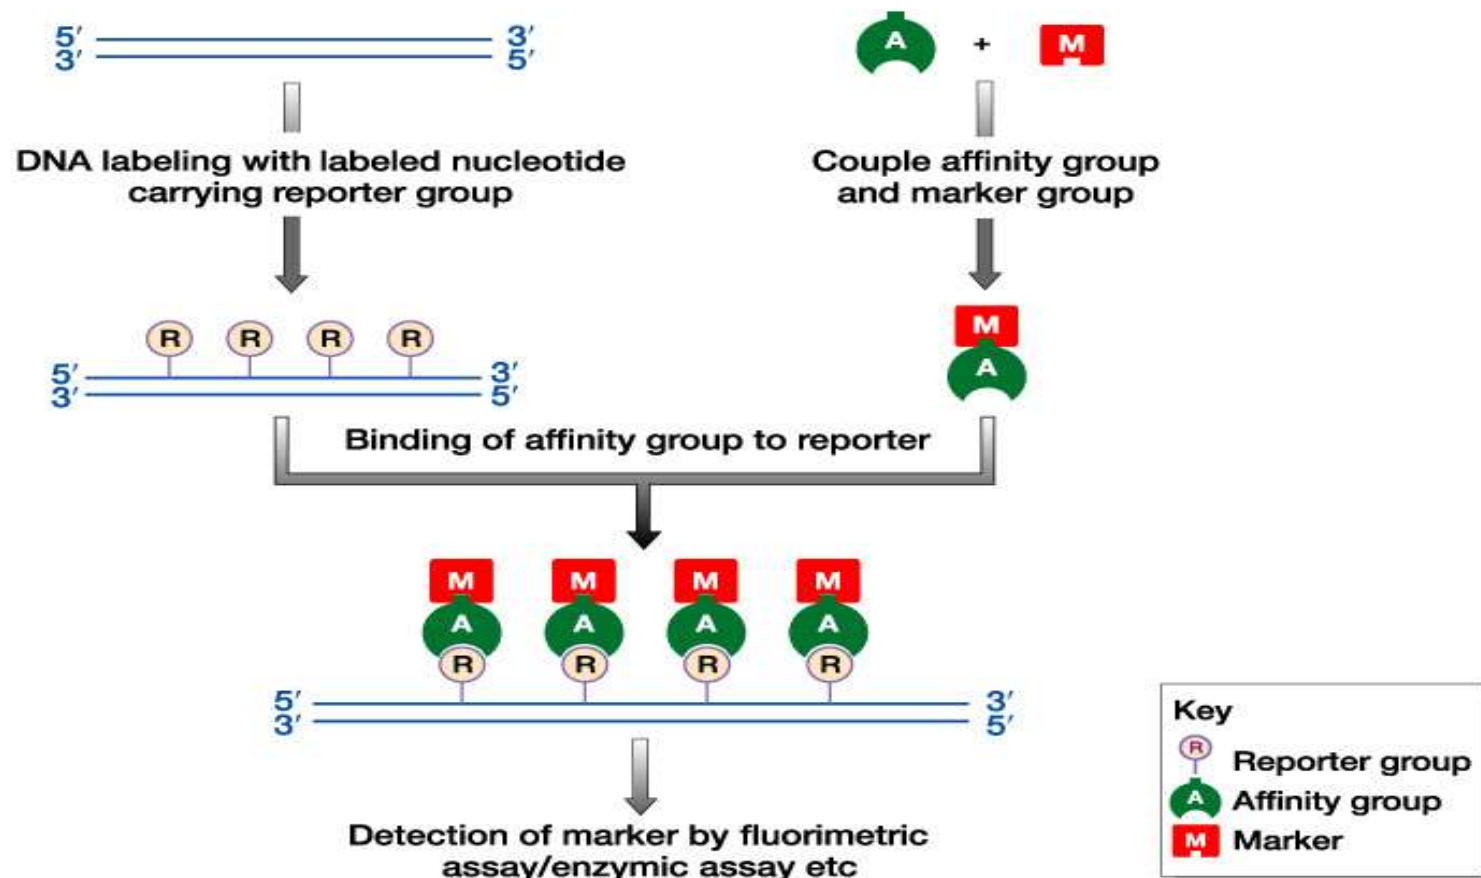 5′ 3′
3′ 5′
A + M
DNA labeling with labeled nucleotide
carrying reporter group
Couple affinity group
and marker group
R R R R
5′ 3′
3′ 5′
M
A
Binding of affinity group to reporter
M M M M
A A A A
R R R R
5′ 3′
3′ 5′
Detection of marker by fluorimetric
assay/enzymic assay etc
Key
R Reporter group
A Affinity group
M Marker